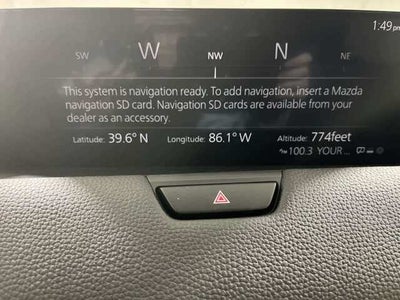 1:49 pm
SW W NW N NE
This system is navigation ready. To add navigation, insert a Mazda
navigation SD card. Navigation SD cards are available from your
dealer as an accessory.
Latitude: 39.6° N Longitude: 86.1° W Altitude: 774feet
100.3 YOUR ...